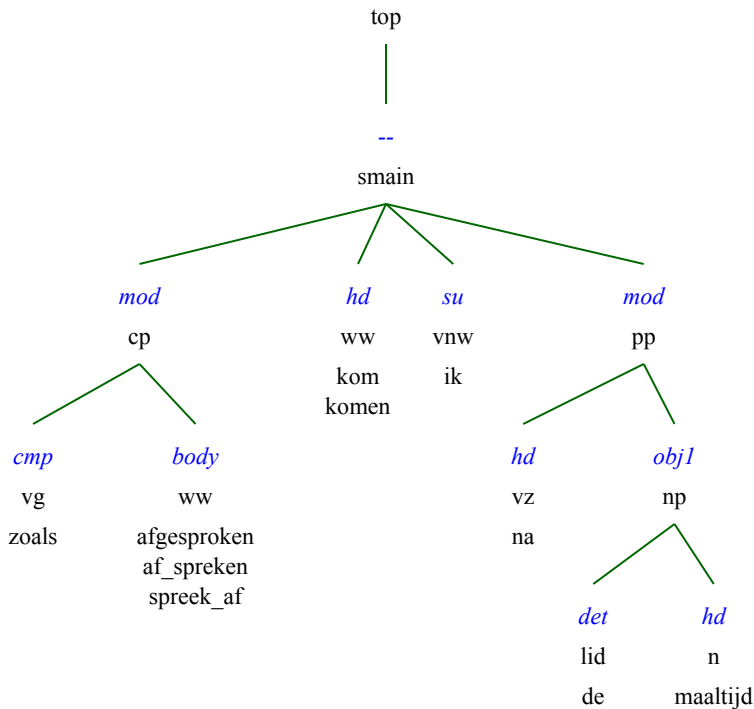 top
--
smain
mod hd su mod
cp ww vnw pp
kom ik
komen
cmp body hd obj1
vg ww vz np
zoals afgesproken na
af_spreken
spreek_af
det hd
lid n
de maaltijd